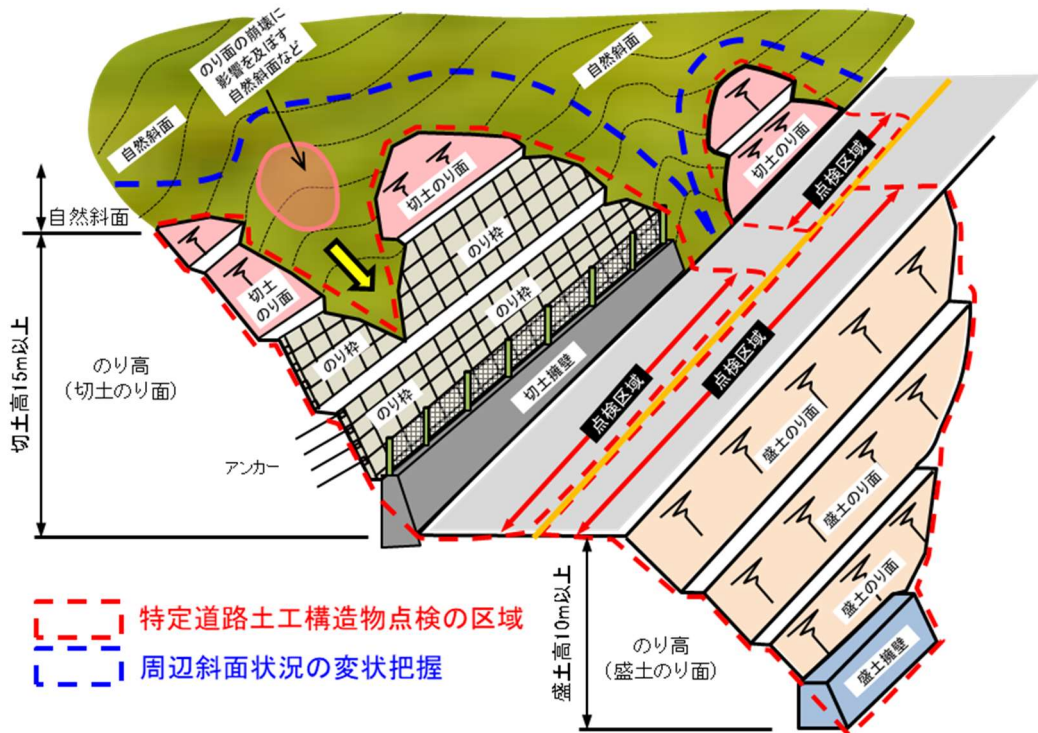 のり面の崩壊に
影響を及ぼす
自然斜面など
自然斜面
自然斜面
自然斜面
切土のり面
切土のり面
切土
のり面
のり枠
のり枠
のり枠
のり枠
切土擁壁
アンカー
点検区域
点検区域
点検区域
盛土のり面
盛土のり面
盛土のり面
盛土擁壁
切土高15m以上
のり高
(切土のり面)
盛土高10m以上
のり高
(盛土のり面)
特定道路土工構造物点検の区域
周辺斜面状況の変状把握